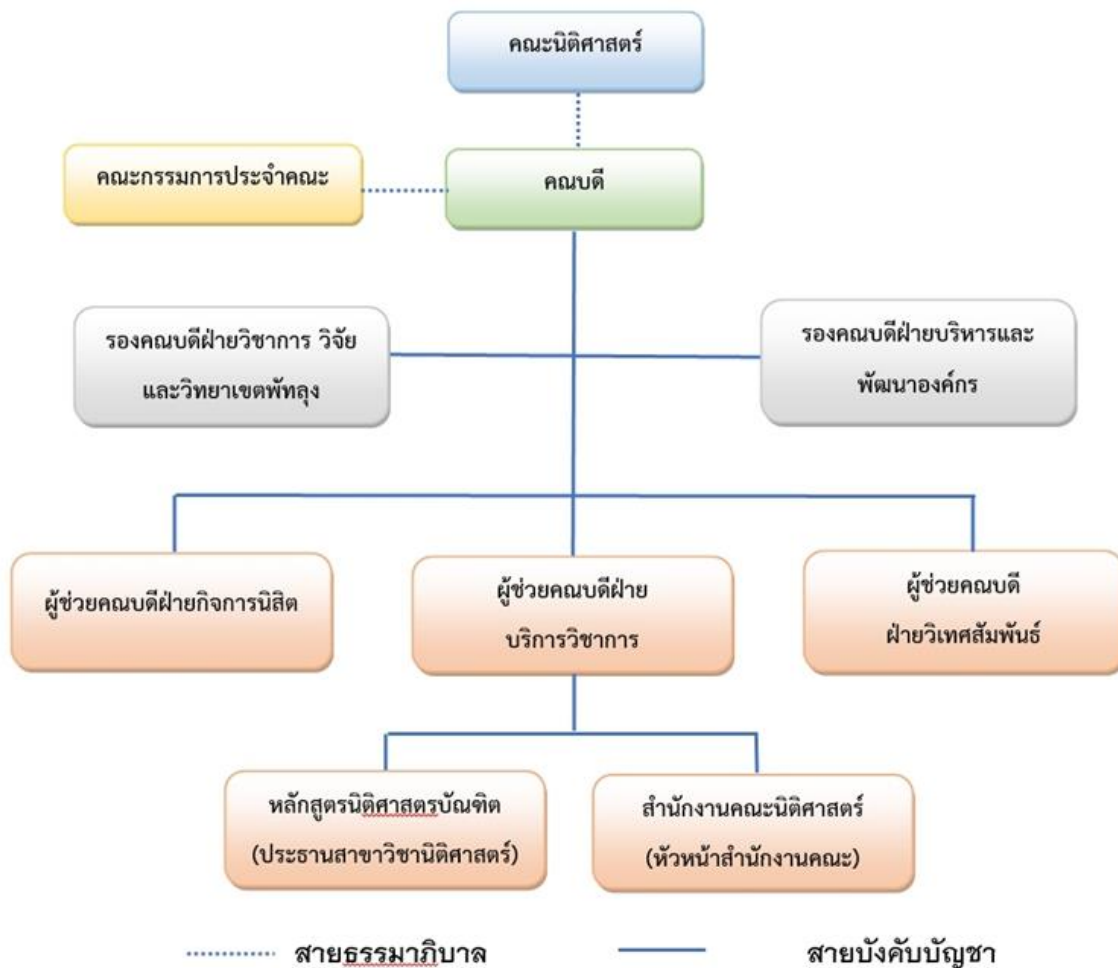 คณะนิติศาสตร์
คณะกรรมการประจำคณะ
คณบดี
รองคณบดีฝ่ายวิชาการ วิจัย
และวิทยาเขตพัทลุง
รองคณบดีฝ่ายบริหารและ
พัฒนาองค์กร
ผู้ช่วยคณบดีฝ่ายกิจการนิสิต
ผู้ช่วยคณบดีฝ่าย
บริการวิชาการ
ผู้ช่วยคณบดี
ฝ่ายวิเทศสัมพันธ์
หลักสูตรนิติศาสตรบัณฑิต
(ประธานสาขาวิชานิติศาสตร์)
สำนักงานคณะนิติศาสตร์
(หัวหน้าสำนักงานคณะ)
สายธรรมาภิบาล
สายบังคับบัญชา